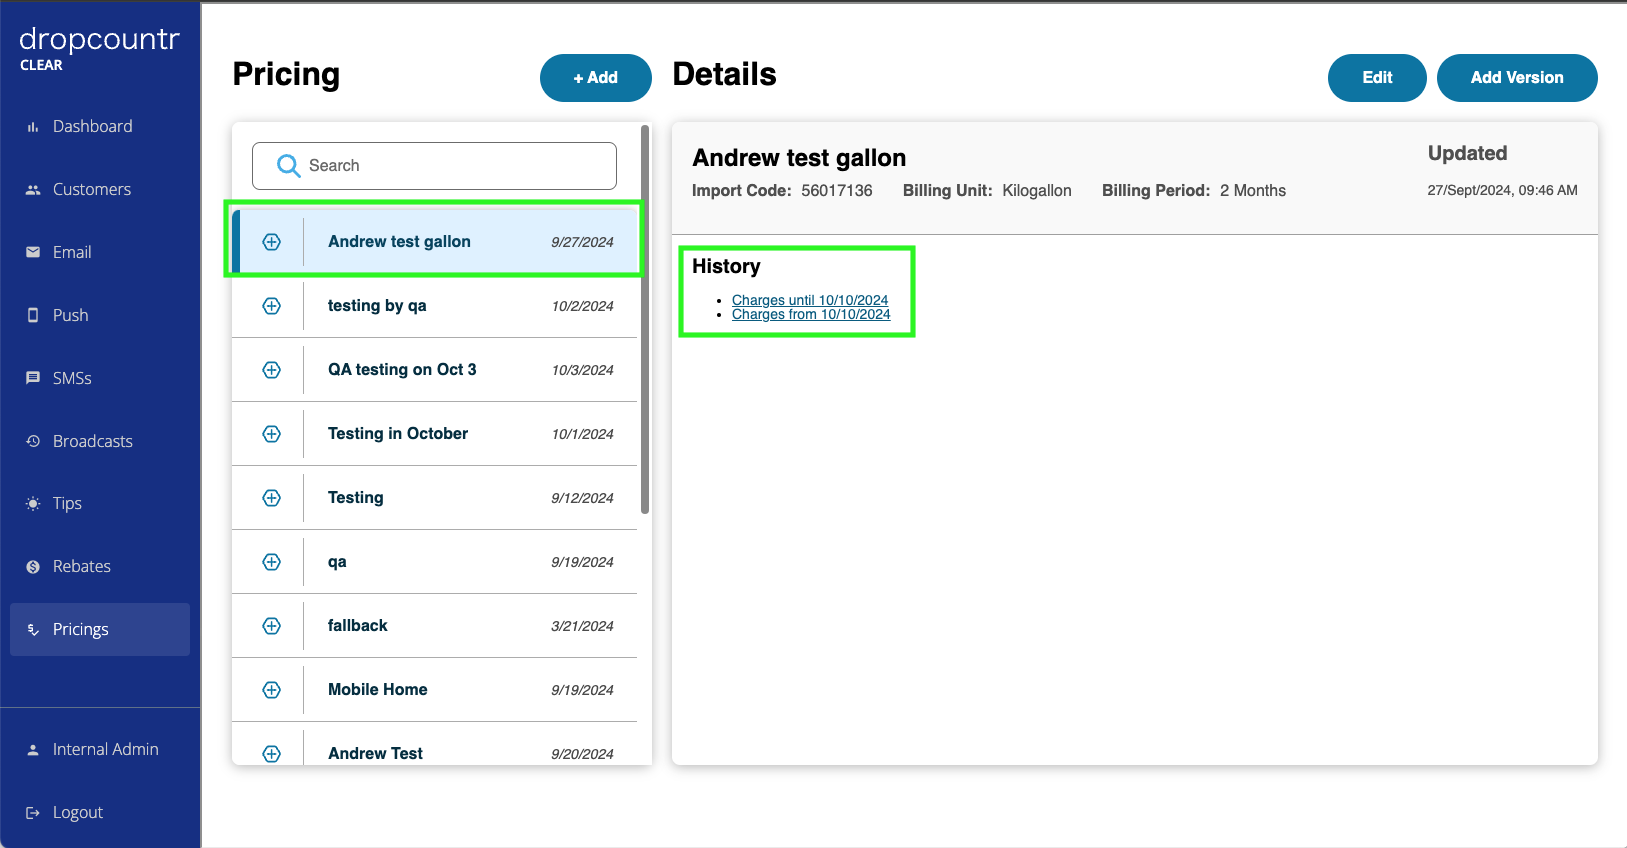 dropcountr
CLEAR
Dashboard
Customers
Email
Push
SMSs
Broadcasts
Tips
Rebates
Pricings
Internal Admin
Logout
Pricing
+ Add
Search
Andrew test gallon 9/27/2024
testing by qa 10/2/2024
QA testing on Oct 3 10/3/2024
Testing in October 10/1/2024
Testing 9/12/2024
qa 9/19/2024
fallback 3/21/2024
Mobile Home 9/19/2024
Andrew Test 9/20/2024
Details
Edit
Add Version
Andrew test gallon
Updated
Import Code: 56017136 Billing Unit: Kilogallon Billing Period: 2 Months
27/Sept/2024, 09:46 AM
History
Charges until 10/10/2024
Charges from 10/10/2024